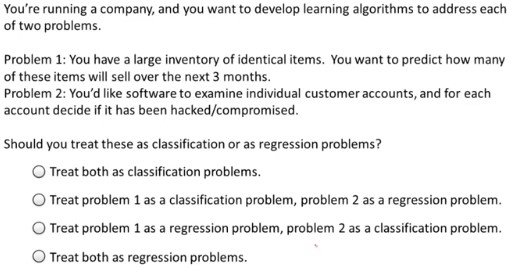 You're running a company, and you want to develop learning algorithms to address each
of two problems.
Problem 1: You have a large inventory of identical items.  You want to predict how many
of these items will sell over the next 3 months.
Problem 2: You'd like software to examine individual customer accounts, and for each
account decide if it has been hacked/compromised.
Should you treat these as classification or as regression problems?
Treat both as classification problems.
Treat problem 1 as a classification problem, problem 2 as a regression problem.
Treat problem 1 as a regression problem, problem 2 as a classification problem.
Treat both as regression problems.